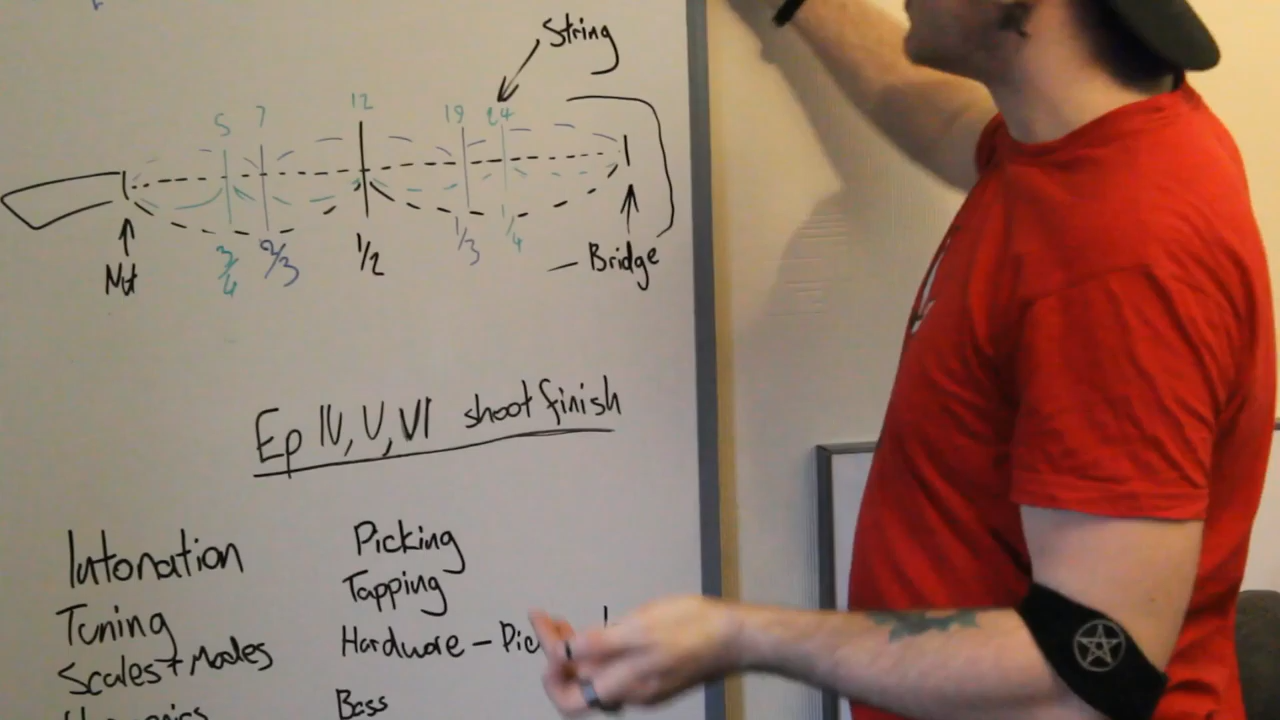 String
5 7 12 19 24
3/4 2/3 1/2 1/3 1/4
Nut
– Bridge
Ep IV, V, VI shoot finish
Intonation
Tuning
Scales + Modes
Picking
Tapping
Hardware – Pic
Bass